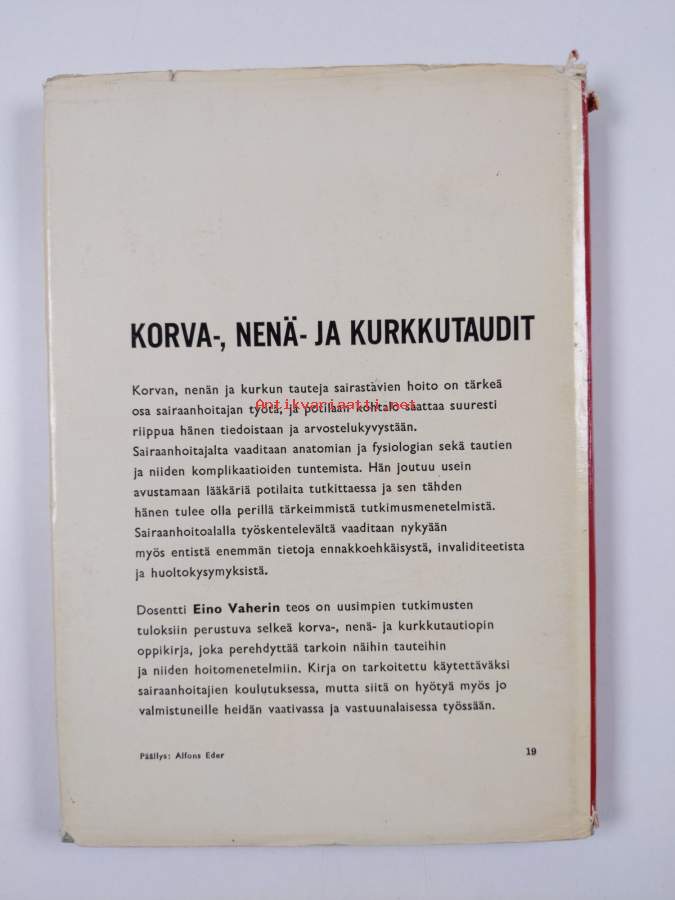 KORVA-, NENÄ- JA KURKKUTAUDIT
Korvan, nenän ja kurkun tauteja sairastavien hoito on tärkeä
osa sairaanhoitajan työtä, ja potilaan kohtalo saattaa suuresti
Antikvariaatti.net
riippua hänen tiedoistaan ja arvostelukyvystään.
Sairaanhoitajalta vaaditaan anatomian ja fysiologian sekä tautien
ja niiden komplikaatioiden tuntemista. Hän joutuu usein
avustamaan lääkäriä potilaita tutkittaessa ja sen tähden
hänen tulee olla perillä tärkeimmistä tutkimusmenetelmistä.
Sairaanhoitoalalla työskentelevältä vaaditaan nykyään
myös entistä enemmän tietoja ennakkoehkäisystä, invaliditeetista
ja huoltokysymyksistä.
Dosentti Eino Vaherin teos on uusimpien tutkimusten
tuloksiin perustuva selkeä korva-, nenä- ja kurkkutautiopin
oppikirja, joka perehdyttää tarkoin näihin tauteihin
ja niiden hoitomenetelmiin. Kirja on tarkoitettu käytettäväksi
sairaanhoitajien koulutuksessa, mutta siitä on hyötyä myös jo
valmistuneille heidän vaativassa ja vastuunalaisessa työssään.
Päällys: Alfons Eder
19